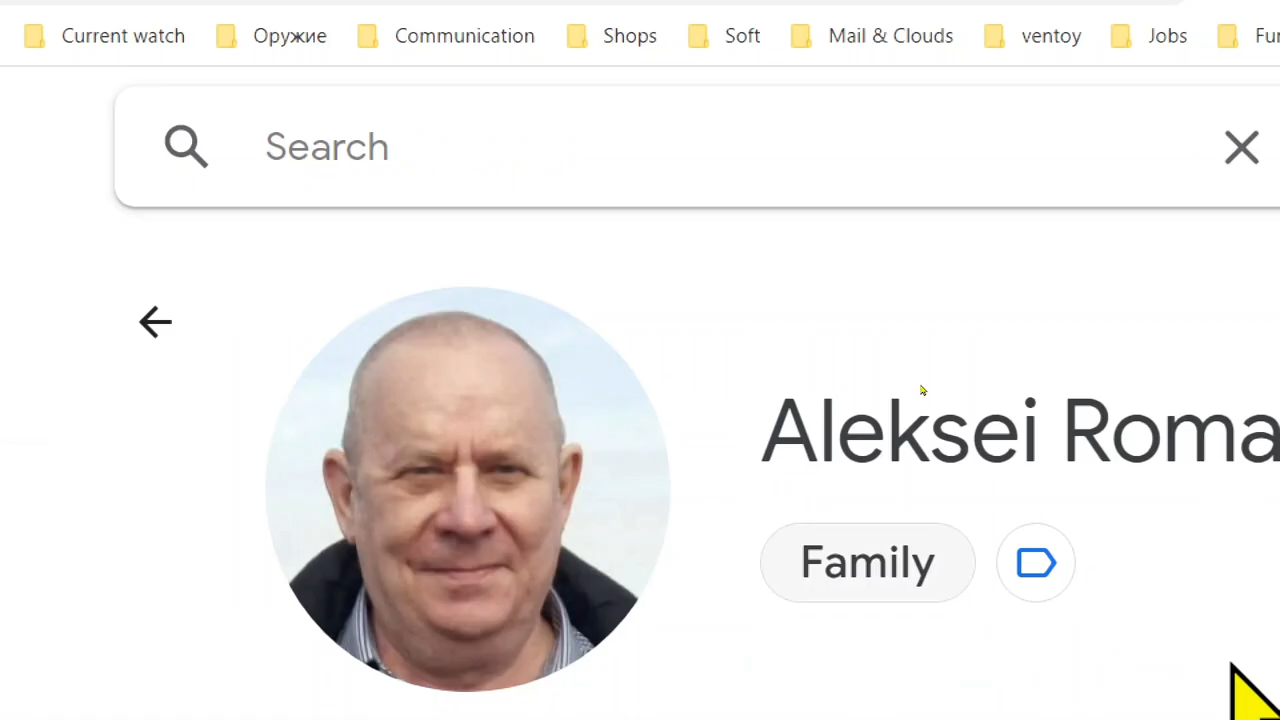 Current watch Оружие Communication Shops Soft Mail & Clouds ventoy Jobs
Search
Aleksei Roma
Family